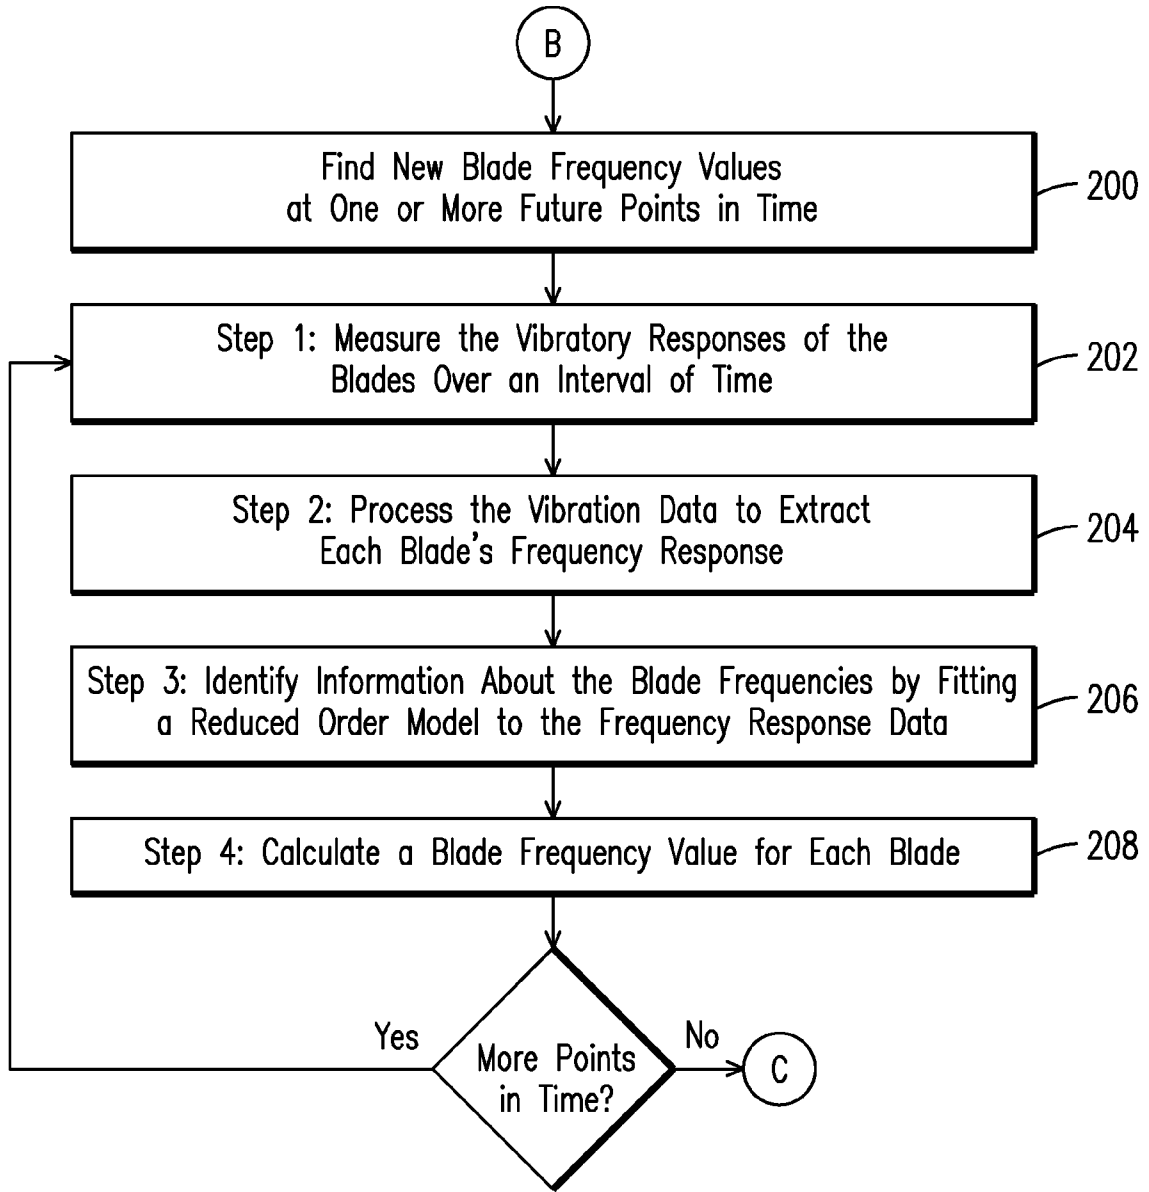 B
Find New Blade Frequency Values
at One or More Future Points in Time
200
Step 1: Measure the Vibratory Responses of the
Blades Over an Interval of Time
202
Step 2: Process the Vibration Data to Extract
Each Blade's Frequency Response
204
Step 3: Identify Information About the Blade Frequencies by Fitting
a Reduced Order Model to the Frequency Response Data
206
Step 4: Calculate a Blade Frequency Value for Each Blade
208
Yes
More Points
in Time?
No
C